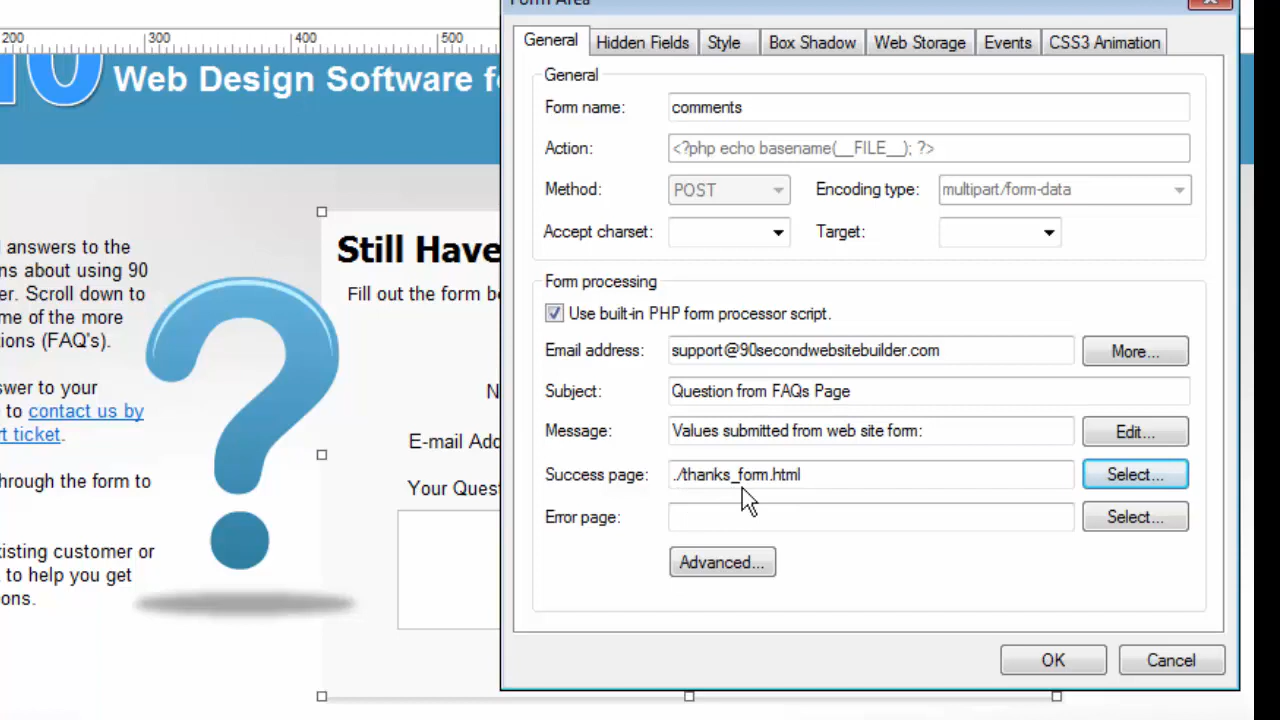 Form Area
200 300 400 500
10 Web Design Software f
General Hidden Fields Style Box Shadow Web Storage Events CSS3 Animation
General
Form name: comments
Action: <?php echo basename(__FILE__); ?>
Method: POST Encoding type: multipart/form-data
Accept charset: Target:
Form processing
Use built-in PHP form processor script.
Email address: support@90secondwebsitebuilder.com More...
Subject: Question from FAQs Page
Message: Values submitted from web site form: Edit...
Success page: ./thanks_form.html Select...
Error page: Select...
Advanced...
OK Cancel
answers to the
ns about using 90
er. Scroll down to
me of the more
tions (FAQ's).
swer to your
to contact us by
rt ticket.
hrough the form to
xisting customer or
to help you get
ons.
Still Have
Fill out the form be
N
E-mail Add
Your Quest